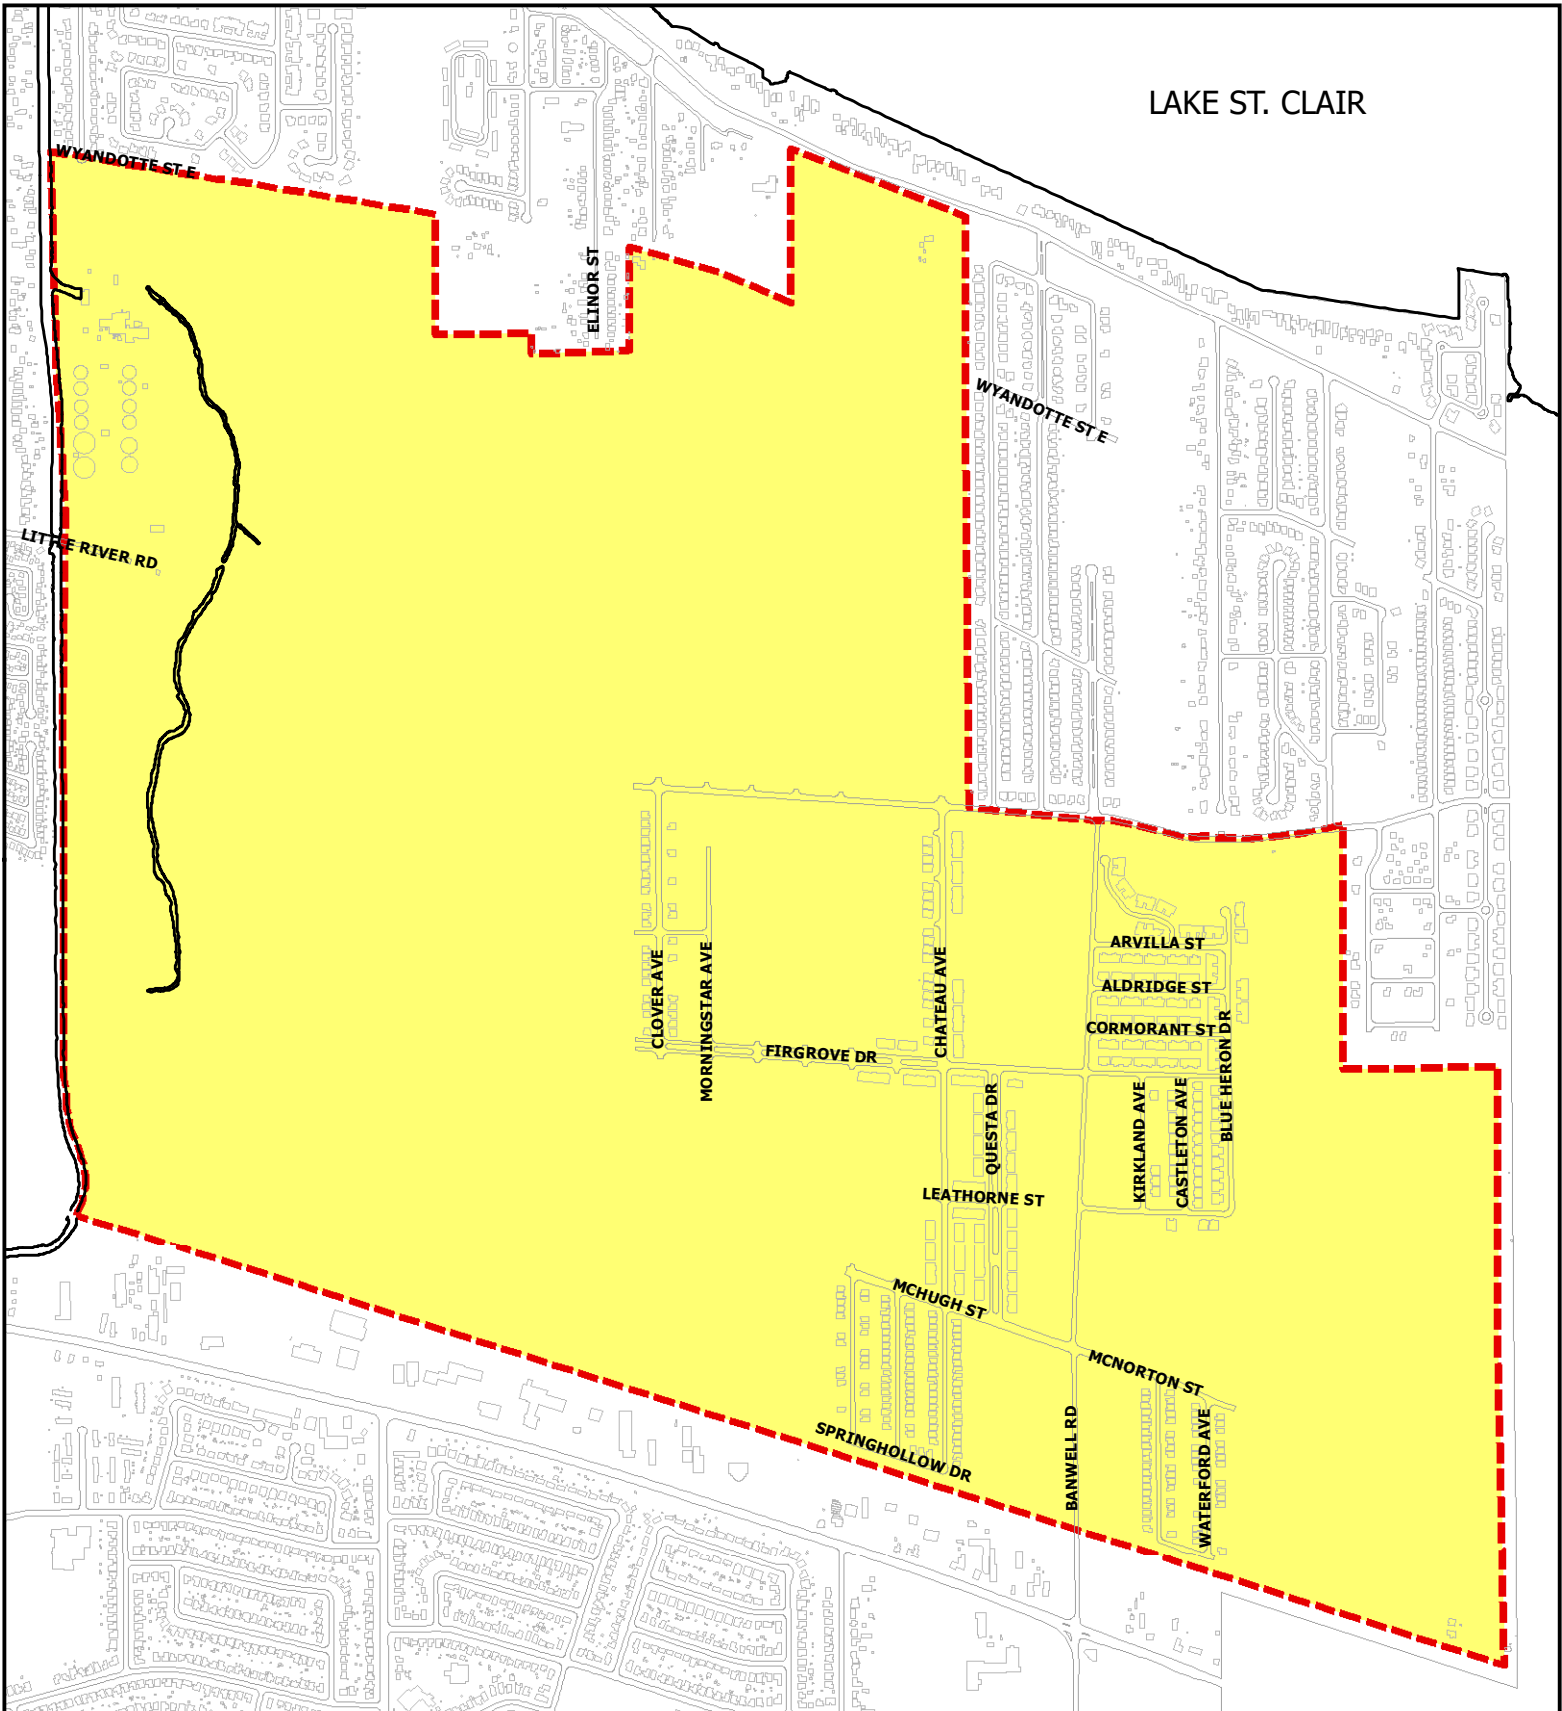 LAKE ST. CLAIR
WYANDOTTE ST E
ELINOR ST
WYANDOTTE ST E
LITTLE RIVER RD
ARVILLA ST
CLOVER AVE
MORNINGSTAR AVE
CHATEAU AVE
ALDRIDGE ST
CORMORANT ST
BLUE HERON DR
FIRGROVE DR
QUESTA DR
KIRKLAND AVE
CASTLETON AVE
LEATHORNE ST
MCHUGH ST
MCNORTON ST
SPRINGHOLLOW DR
BANWELL RD
WATERFORD AVE